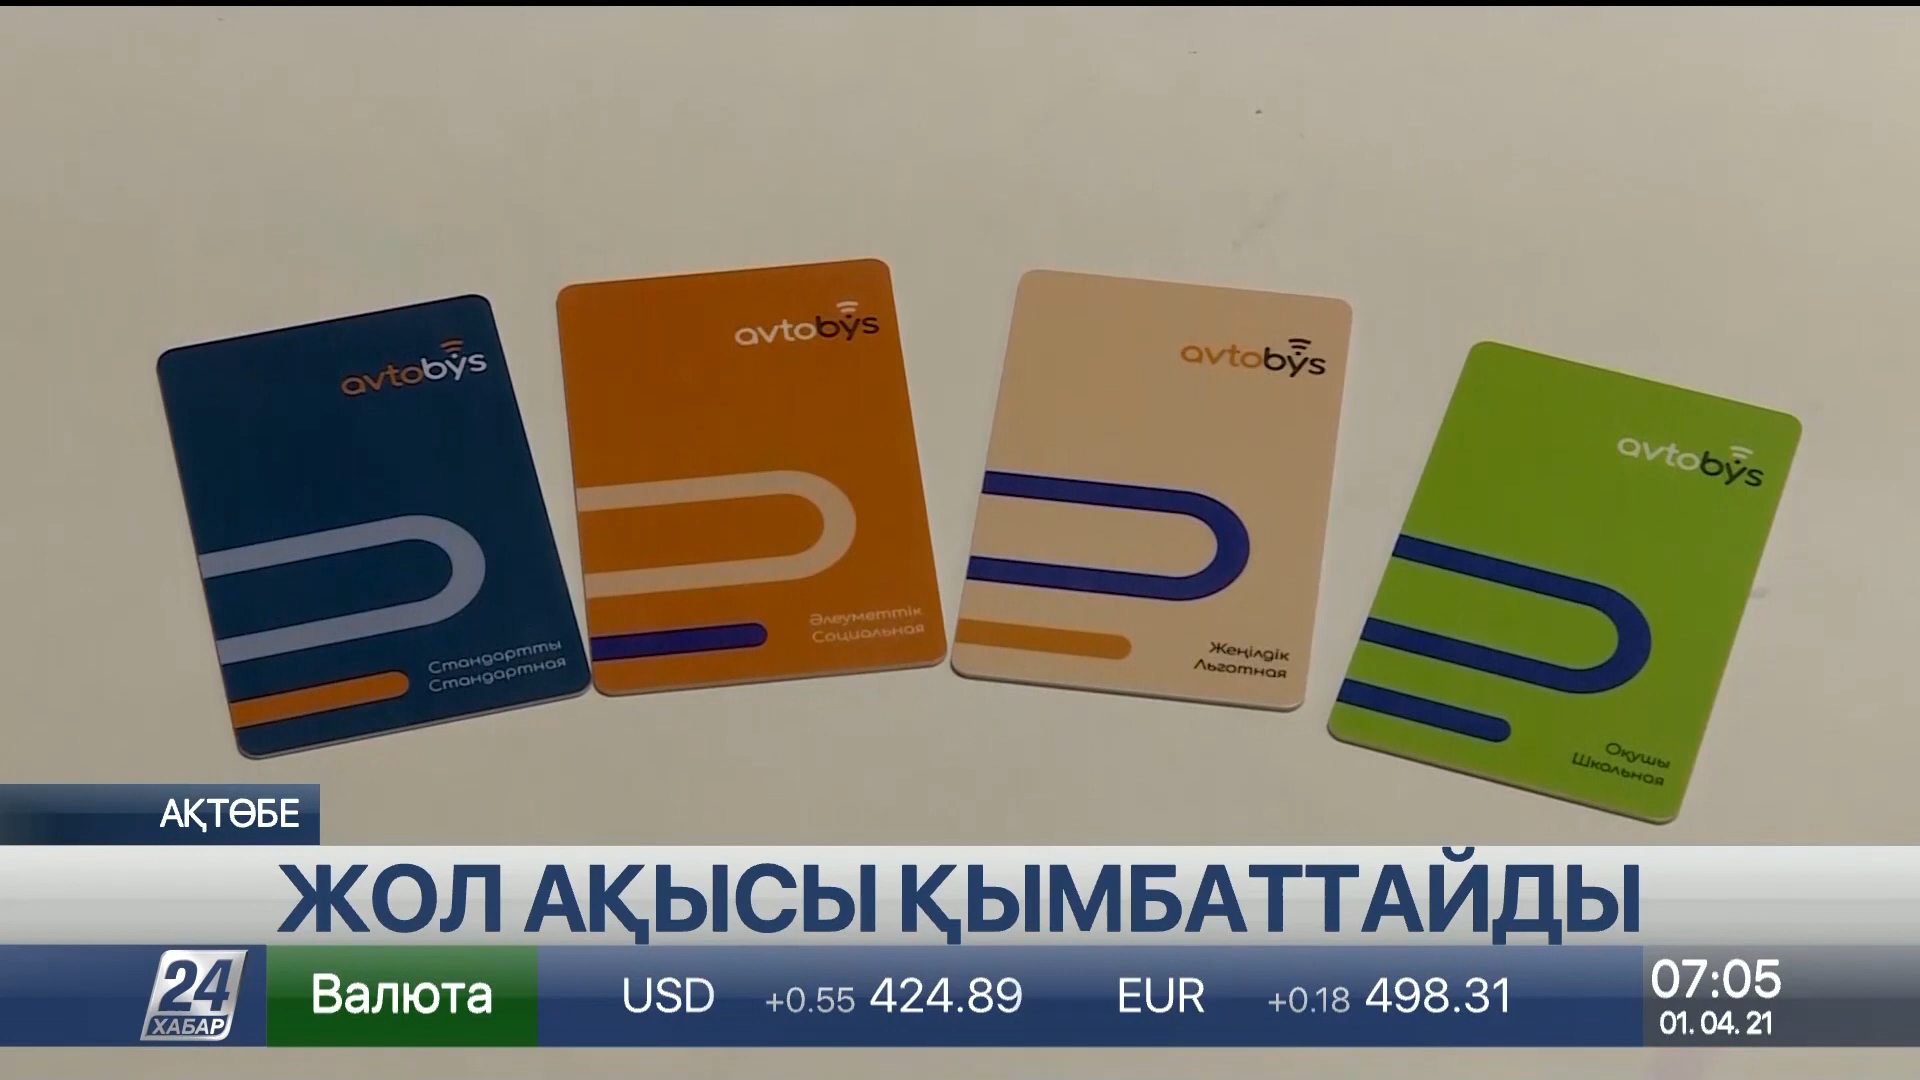 avtobys
Стандартты
Стандартная
avtobys
Әлеуметтік
Социальная
avtobys
Жеңілдік
Льготная
avtobys
Оқушы
Школьная
АҚТӨБЕ
ЖОЛ АҚЫСЫ ҚЫМБАТТАЙДЫ
24
ХАБАР
Валюта
USD +0.55 424.89 EUR +0.18 498.31
07:05
01. 04. 21